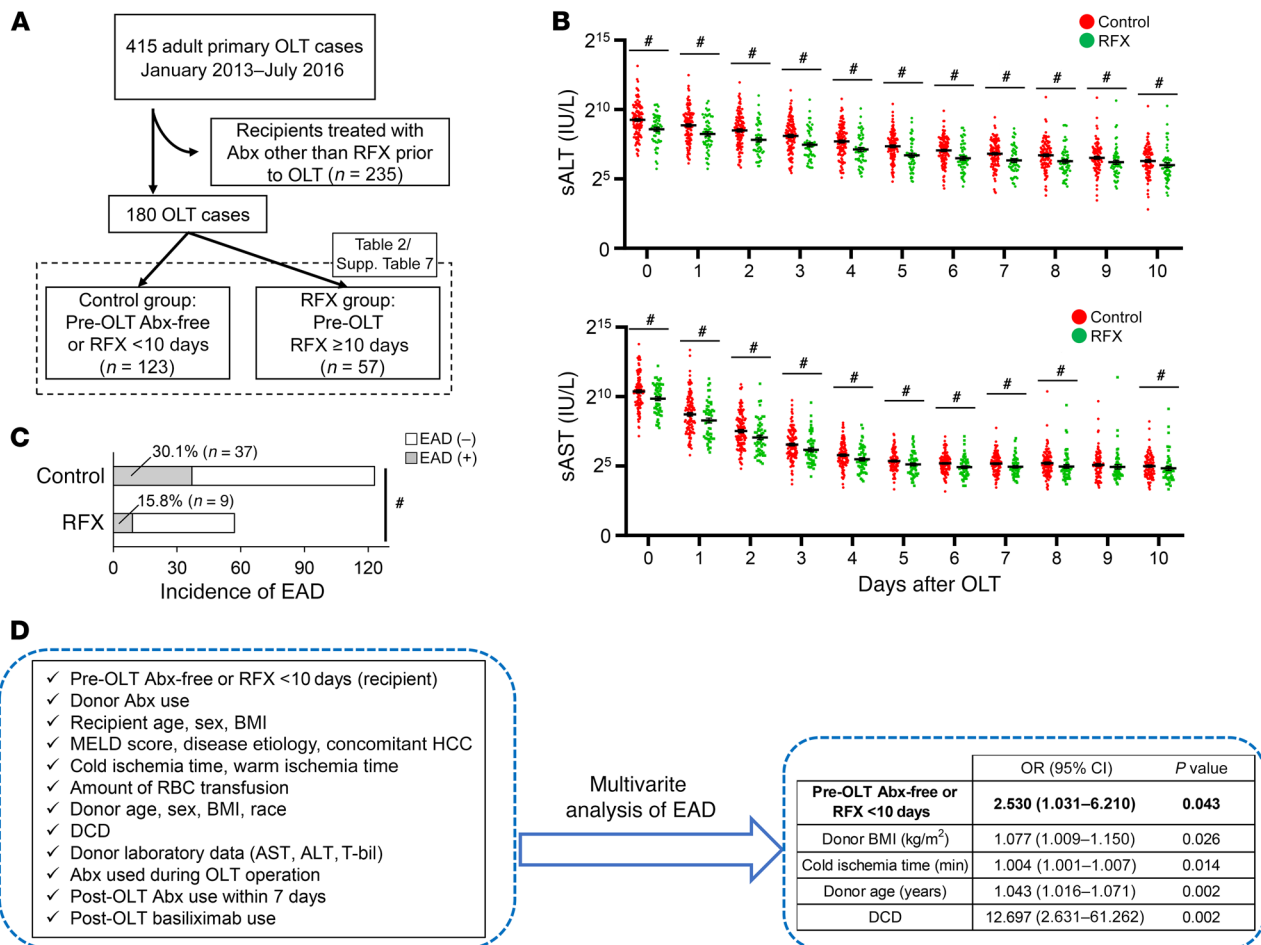 A
415 adult primary OLT cases
January 2013–July 2016
Recipients treated with
Abx other than RFX prior
to OLT (n = 235)
180 OLT cases
Table 2/
Supp. Table 7
Control group:
Pre-OLT Abx-free
or RFX <10 days
(n = 123)
RFX group:
Pre-OLT
RFX ≥10 days
(n = 57)
B
Control
RFX
sALT (IU/L)
2^15
2^10
2^5
0
# # # # # # # # # # #
0 1 2 3 4 5 6 7 8 9 10
Control
RFX
sAST (IU/L)
2^15
2^10
2^5
0
# # # # # # # # # #
0 1 2 3 4 5 6 7 8 9 10
Days after OLT
C
EAD (–)
EAD (+)
30.1% (n = 37)
Control
15.8% (n = 9)
RFX
#
0 30 60 90 120
Incidence of EAD
D
✓ Pre-OLT Abx-free or RFX <10 days (recipient)
✓ Donor Abx use
✓ Recipient age, sex, BMI
✓ MELD score, disease etiology, concomitant HCC
✓ Cold ischemia time, warm ischemia time
✓ Amount of RBC transfusion
✓ Donor age, sex, BMI, race
✓ DCD
✓ Donor laboratory data (AST, ALT, T-bil)
✓ Abx used during OLT operation
✓ Post-OLT Abx use within 7 days
✓ Post-OLT basiliximab use
Multivarite
analysis of EAD
OR (95% CI) P value
Pre-OLT Abx-free or
RFX <10 days 2.530 (1.031–6.210) 0.043
Donor BMI (kg/m²) 1.077 (1.009–1.150) 0.026
Cold ischemia time (min) 1.004 (1.001–1.007) 0.014
Donor age (years) 1.043 (1.016–1.071) 0.002
DCD 12.697 (2.631–61.262) 0.002